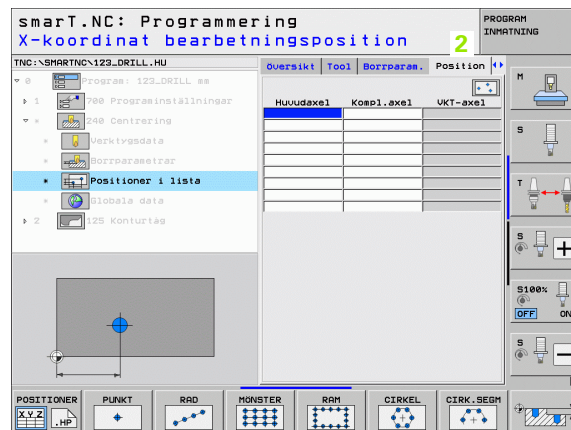 smarT.NC: Programmering
X-koordinat bearbetningsposition
2
PROGRAM
INMATNING
TNC:\SMARTNC\123_DRILL.HU
Översikt Tool Borrparam. Position
0 Program: 123_DRILL mm
1 700 Programinställningar
* 240 Centrering
* Verktygsdata
* Borrparametrar
* Positioner i lista
* Globala data
2 125 Konturtåg
Huvudaxel Kompl.axel VKT-axel
M
S
T
S
+
S100%
OFF ON
S
−
POSITIONER
X,Y,Z .HP
PUNKT
RAD
MÖNSTER
RAM
CIRKEL
CIRK.SEGM